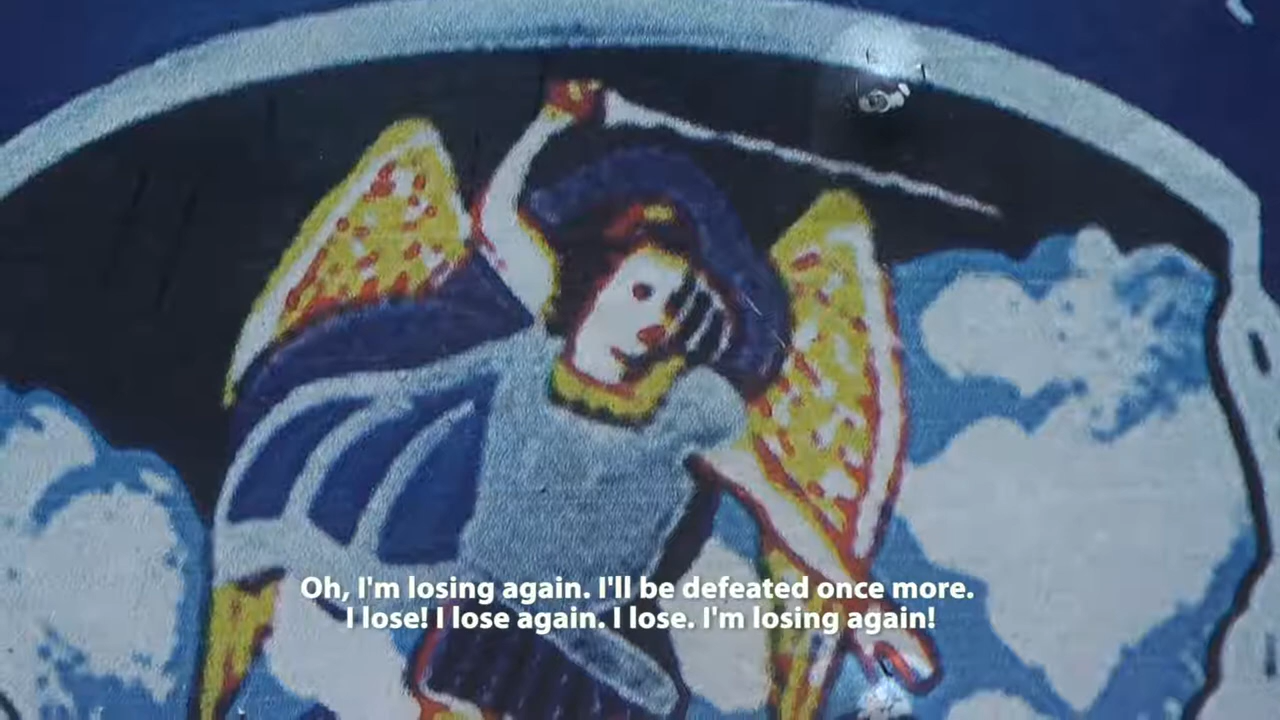 Oh, I'm losing again. I'll be defeated once more.
I lose! I lose again. I lose. I'm losing again!